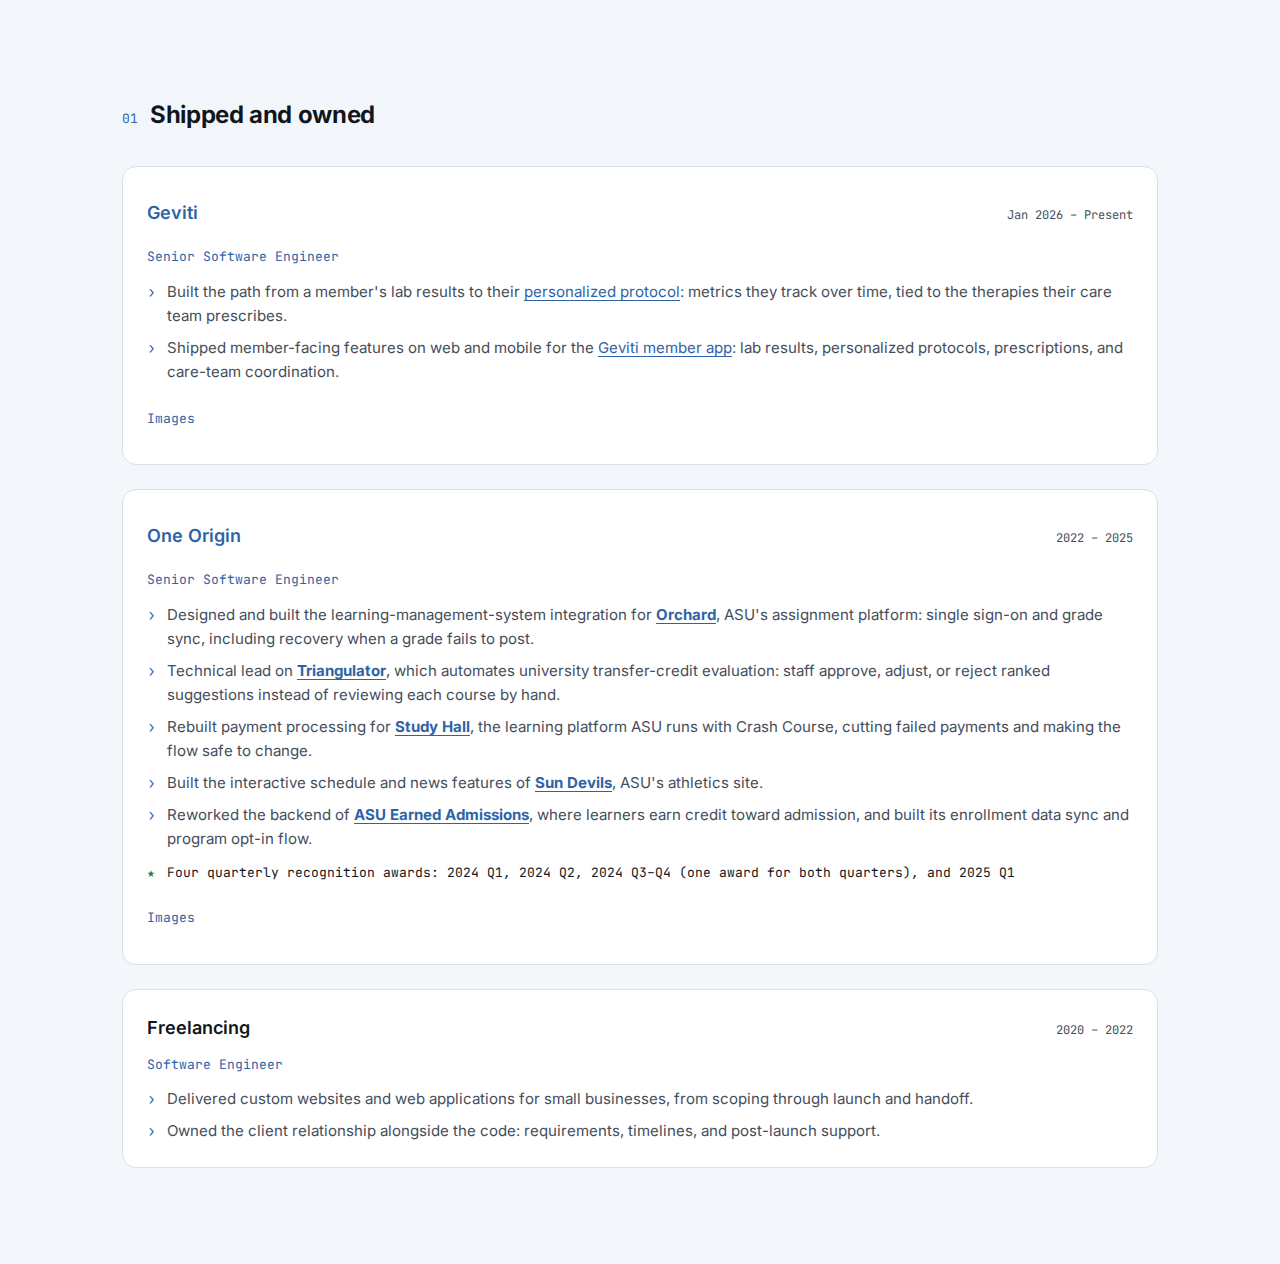 01 Shipped and owned
Geviti
Jan 2026 – Present
Senior Software Engineer
› Built the path from a member's lab results to their personalized protocol: metrics they track over time, tied to the therapies their care
team prescribes.
› Shipped member-facing features on web and mobile for the Geviti member app: lab results, personalized protocols, prescriptions, and
care-team coordination.
Images
One Origin
2022 – 2025
Senior Software Engineer
› Designed and built the learning-management-system integration for Orchard, ASU's assignment platform: single sign-on and grade
sync, including recovery when a grade fails to post.
› Technical lead on Triangulator, which automates university transfer-credit evaluation: staff approve, adjust, or reject ranked
suggestions instead of reviewing each course by hand.
› Rebuilt payment processing for Study Hall, the learning platform ASU runs with Crash Course, cutting failed payments and making the
flow safe to change.
› Built the interactive schedule and news features of Sun Devils, ASU's athletics site.
› Reworked the backend of ASU Earned Admissions, where learners earn credit toward admission, and built its enrollment data sync and
program opt-in flow.
★ Four quarterly recognition awards: 2024 Q1, 2024 Q2, 2024 Q3–Q4 (one award for both quarters), and 2025 Q1
Images
Freelancing
2020 – 2022
Software Engineer
› Delivered custom websites and web applications for small businesses, from scoping through launch and handoff.
› Owned the client relationship alongside the code: requirements, timelines, and post-launch support.